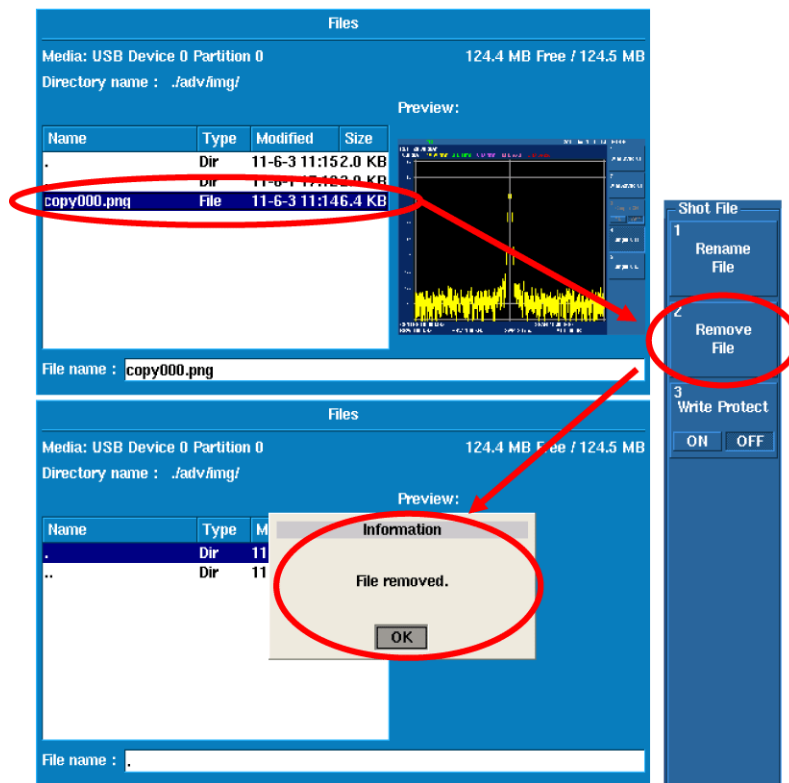 Files
Media: USB Device 0 Partition 0 124.4 MB Free / 124.5 MB
Directory name : ./adv/img/
Preview:
Name Type Modified Size
. Dir 11-6-3 11:15 2.0 KB
Dir
copy000.png File 11-6-3 11:14 6.4 KB
File name : copy000.png
Files
Media: USB Device 0 Partition 0 124.4 MB Free / 124.5 MB
Directory name : ./adv/img/
Preview:
Name Type M
. Dir 11
.. Dir 11
Information
File removed.
OK
File name : .
Shot File
1
Rename
File
2
Remove
File
3
Write Protect
ON OFF